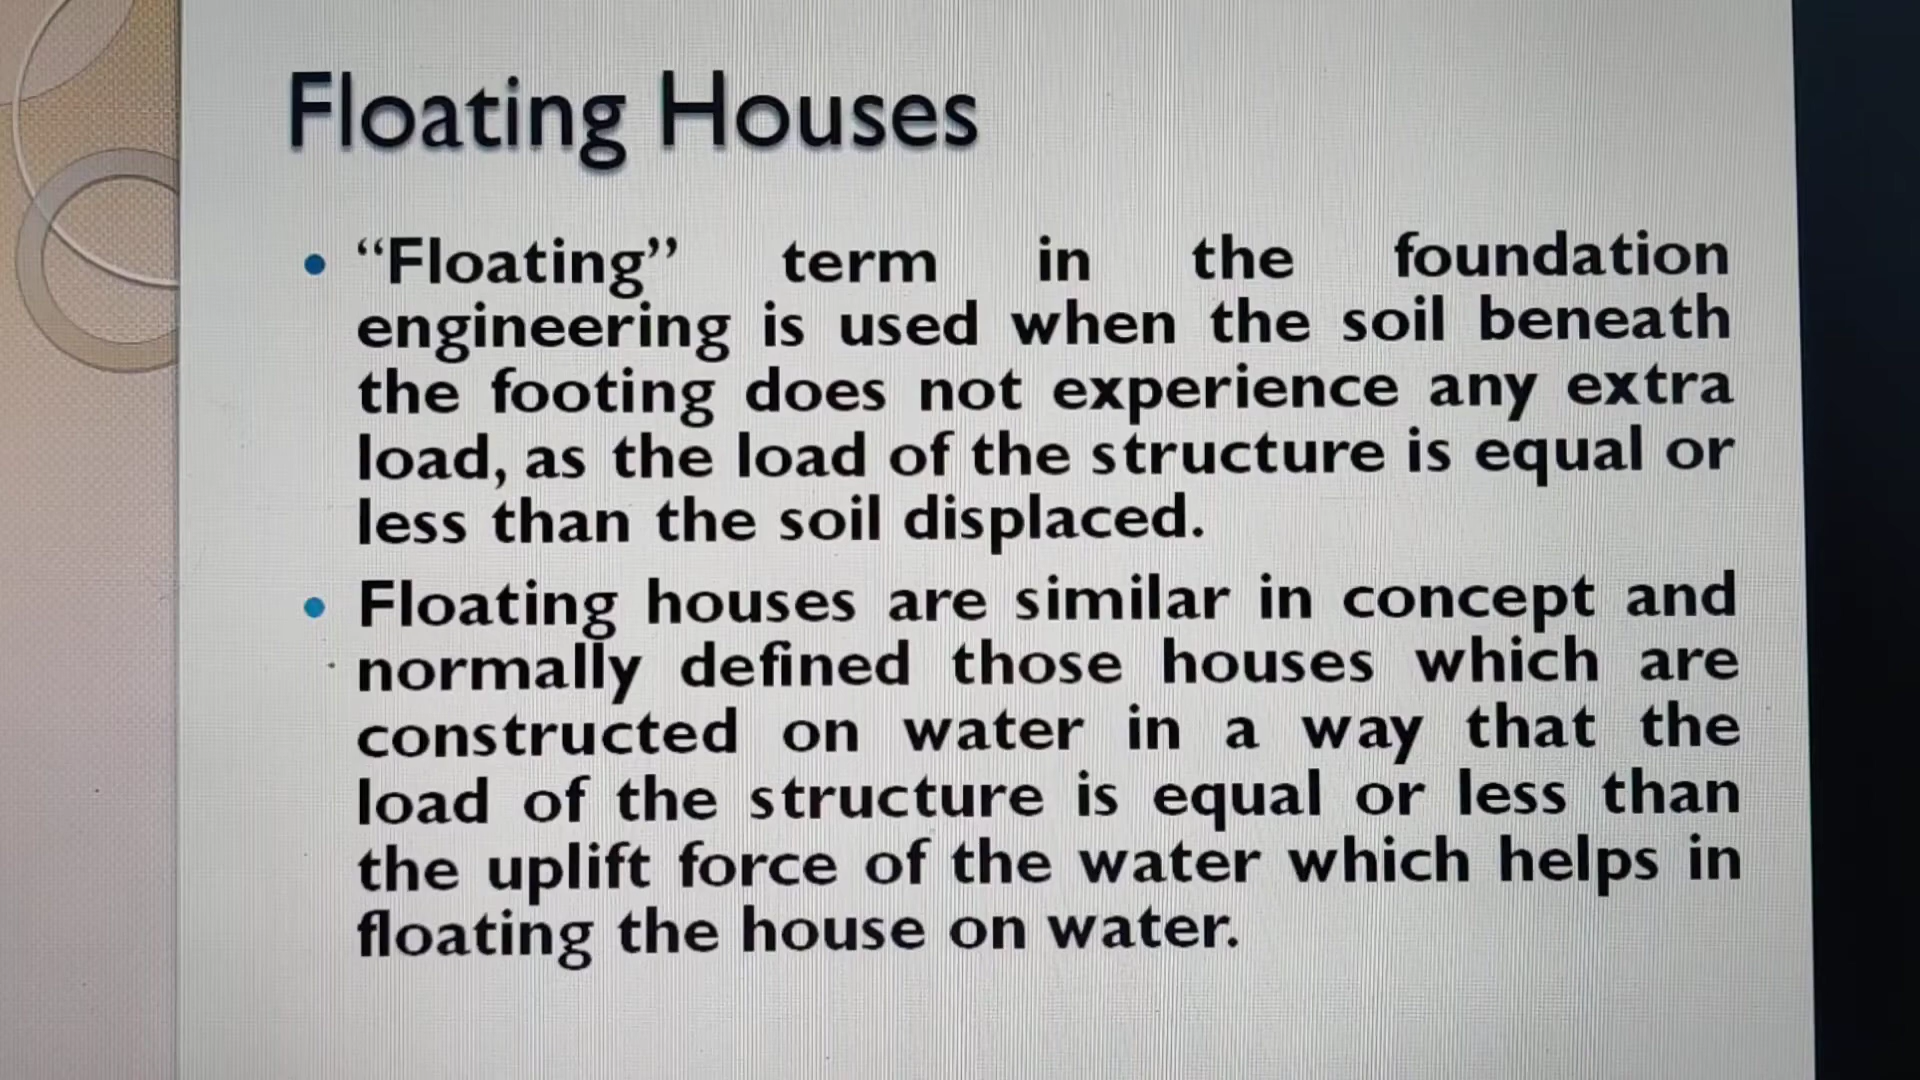 Floating Houses
• “Floating” term in the foundation
engineering is used when the soil beneath
the footing does not experience any extra
load, as the load of the structure is equal or
less than the soil displaced.
• Floating houses are similar in concept and
normally defined those houses which are
constructed on water in a way that the
load of the structure is equal or less than
the uplift force of the water which helps in
floating the house on water.